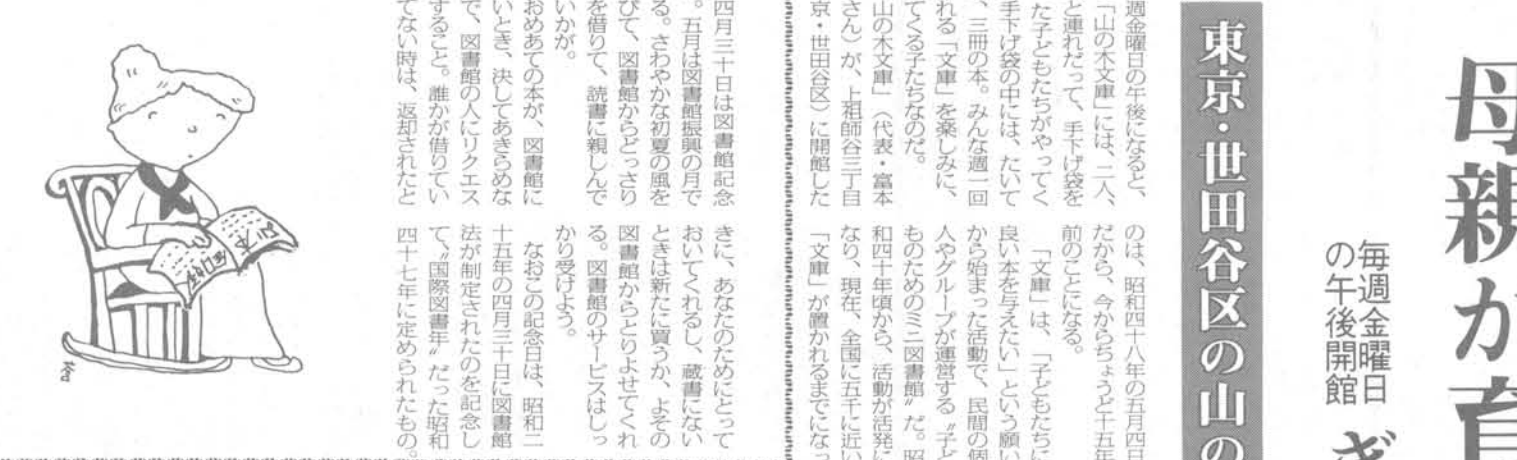 母親が育
ざ
毎週金曜日
の午後開館
東京・世田谷区の山の
週金曜日の午後になると、
「山の木文庫」には、二人、
と連れだって、手下げ袋を
た子どもたちがやってく
手下げ袋の中には、たいて
、三冊の本。みんな週一回
れる「文庫」を楽しみに、
てくる子たちなのだ。
山の木文庫」（代表・富本
さん）が、上祖師谷三丁目
京・世田谷区）に開館した
のは、昭和四十八年の五月四日
だから、今からちょうど十五年
前のことになる。
「文庫」は、「子どもたちに
良い本を与えたい」という願い
から始まった活動で、民間の個
人やグループが運営する〝子ど
ものためのミニ図書館〟だ。昭
和四十年頃から、活動が活発に
なり、現在、全国に五千に近い
「文庫」が置かれるまでになっ
四月三十日は図書館記念
。五月は図書館振興の月で
る。さわやかな初夏の風を
びて、図書館からどっさり
を借りて、読書に親しんで
いかが。
おめあての本が、図書館に
いとき、決してあきらめな
で、図書館の人にリクエス
すること。誰かが借りてい
てない時は、返却されたと
きに、あなたのためにとって
おいてくれるし、蔵書にない
ときは新たに買うか、よその
図書館からとりよせてくれ
る。図書館のサービスはしっ
かり受けよう。
なおこの記念日は、昭和二
十五年の四月三十日に図書館
法が制定されたのを記念し
て、〝国際図書年〟だった昭和
四十七年に定められたもの。